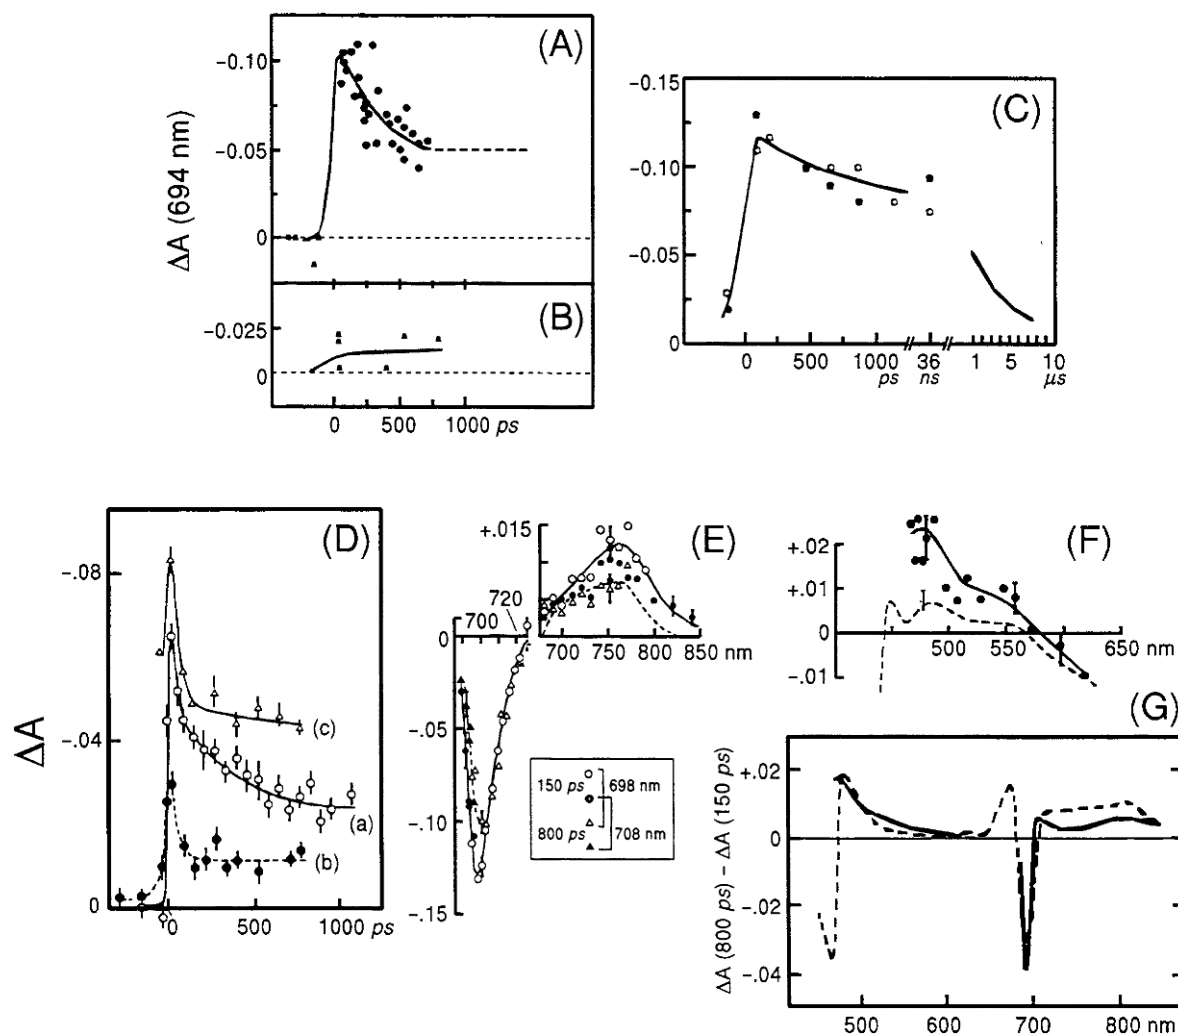 (A)
ΔA (694 nm)
-0.10
-0.05
0
(B)
-0.025
0
0 500 1000 ps
(C)
-0.15
-0.10
-0.05
0
0 500 1000 36 1 5 10
ps ns μs
(D)
ΔA
-.08
-.04
0
(c)
(a)
(b)
0 500 1000 ps
(E)
+.015
720
700
0
700 750 800 850 nm
-.05
-.10
-.15
150 ps 698 nm
800 ps 708 nm
(F)
+.02
+.01
0
-.01
500 550 650 nm
(G)
ΔA (800 ps) – ΔA (150 ps)
+.02
0
-.02
-.04
500 600 700 800 nm